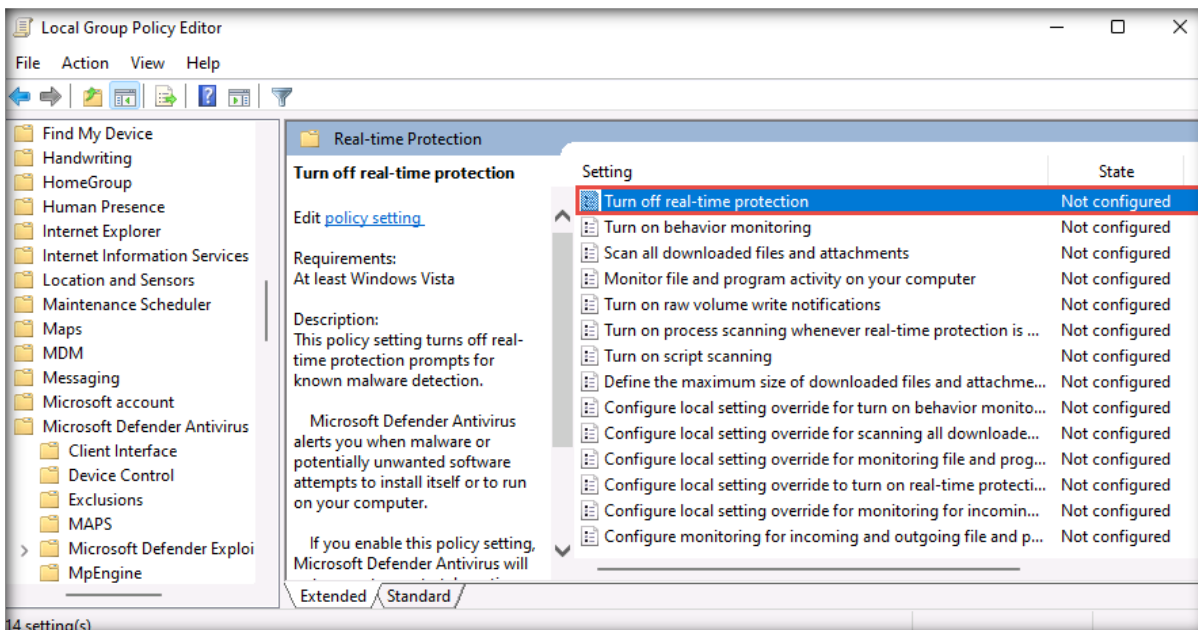 Local Group Policy Editor
File Action View Help
Find My Device
Handwriting
HomeGroup
Human Presence
Internet Explorer
Internet Information Services
Location and Sensors
Maintenance Scheduler
Maps
MDM
Messaging
Microsoft account
Microsoft Defender Antivirus
Client Interface
Device Control
Exclusions
MAPS
Microsoft Defender Exploi
MpEngine
Real-time Protection
Turn off real-time protection
Edit policy setting
Requirements:
At least Windows Vista
Description:
This policy setting turns off real-
time protection prompts for
known malware detection.
Microsoft Defender Antivirus
alerts you when malware or
potentially unwanted software
attempts to install itself or to run
on your computer.
If you enable this policy setting,
Microsoft Defender Antivirus will
Setting State
Turn off real-time protection Not configured
Turn on behavior monitoring Not configured
Scan all downloaded files and attachments Not configured
Monitor file and program activity on your computer Not configured
Turn on raw volume write notifications Not configured
Turn on process scanning whenever real-time protection is ... Not configured
Turn on script scanning Not configured
Define the maximum size of downloaded files and attachme... Not configured
Configure local setting override for turn on behavior monito... Not configured
Configure local setting override for scanning all downloade... Not configured
Configure local setting override for monitoring file and prog... Not configured
Configure local setting override to turn on real-time protecti... Not configured
Configure local setting override for monitoring for incomin... Not configured
Configure monitoring for incoming and outgoing file and p... Not configured
Extended Standard
14 setting(s)